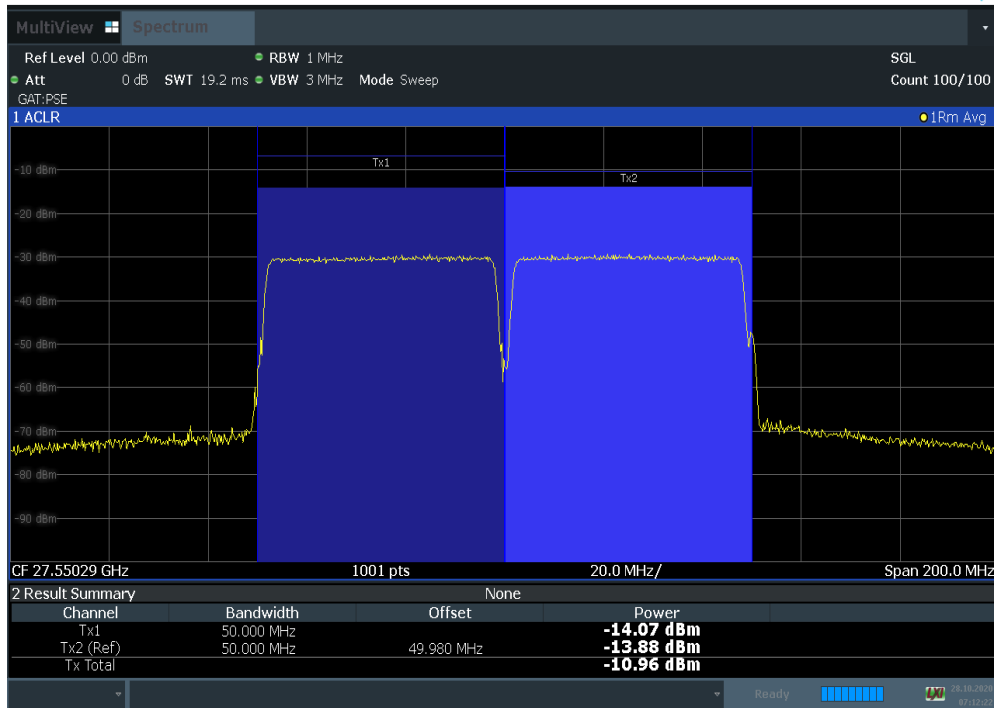 MultiView Spectrum
Ref Level 0.00 dBm RBW 1 MHz SGL
Att 0 dB SWT 19.2 ms VBW 3 MHz Mode Sweep Count 100/100
GAT:PSE
1 ACLR 1Rm Avg
Tx1
-10 dBm
Tx2
-20 dBm
-30 dBm
-40 dBm
-50 dBm
-60 dBm
-70 dBm
-80 dBm
-90 dBm
CF 27.55029 GHz 1001 pts 20.0 MHz/ Span 200.0 MHz
2 Result Summary None
Channel Bandwidth Offset Power
Tx1 50.000 MHz -14.07 dBm
Tx2 (Ref) 50.000 MHz 49.980 MHz -13.88 dBm
Tx Total -10.96 dBm
Ready LXI 28.10.2020
07:12:22